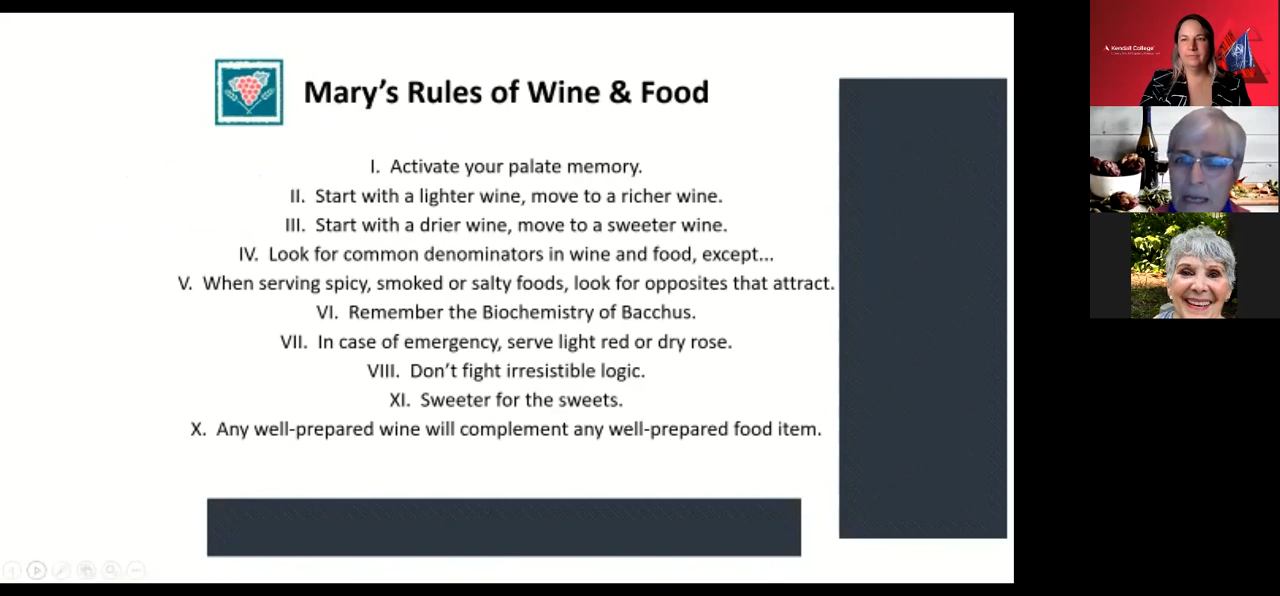 Mary's Rules of Wine & Food
I. Activate your palate memory.
II. Start with a lighter wine, move to a richer wine.
III. Start with a drier wine, move to a sweeter wine.
IV. Look for common denominators in wine and food, except...
V. When serving spicy, smoked or salty foods, look for opposites that attract.
VI. Remember the Biochemistry of Bacchus.
VII. In case of emergency, serve light red or dry rose.
VIII. Don't fight irresistible logic.
XI. Sweeter for the sweets.
X. Any well-prepared wine will complement any well-prepared food item.
Kendall College